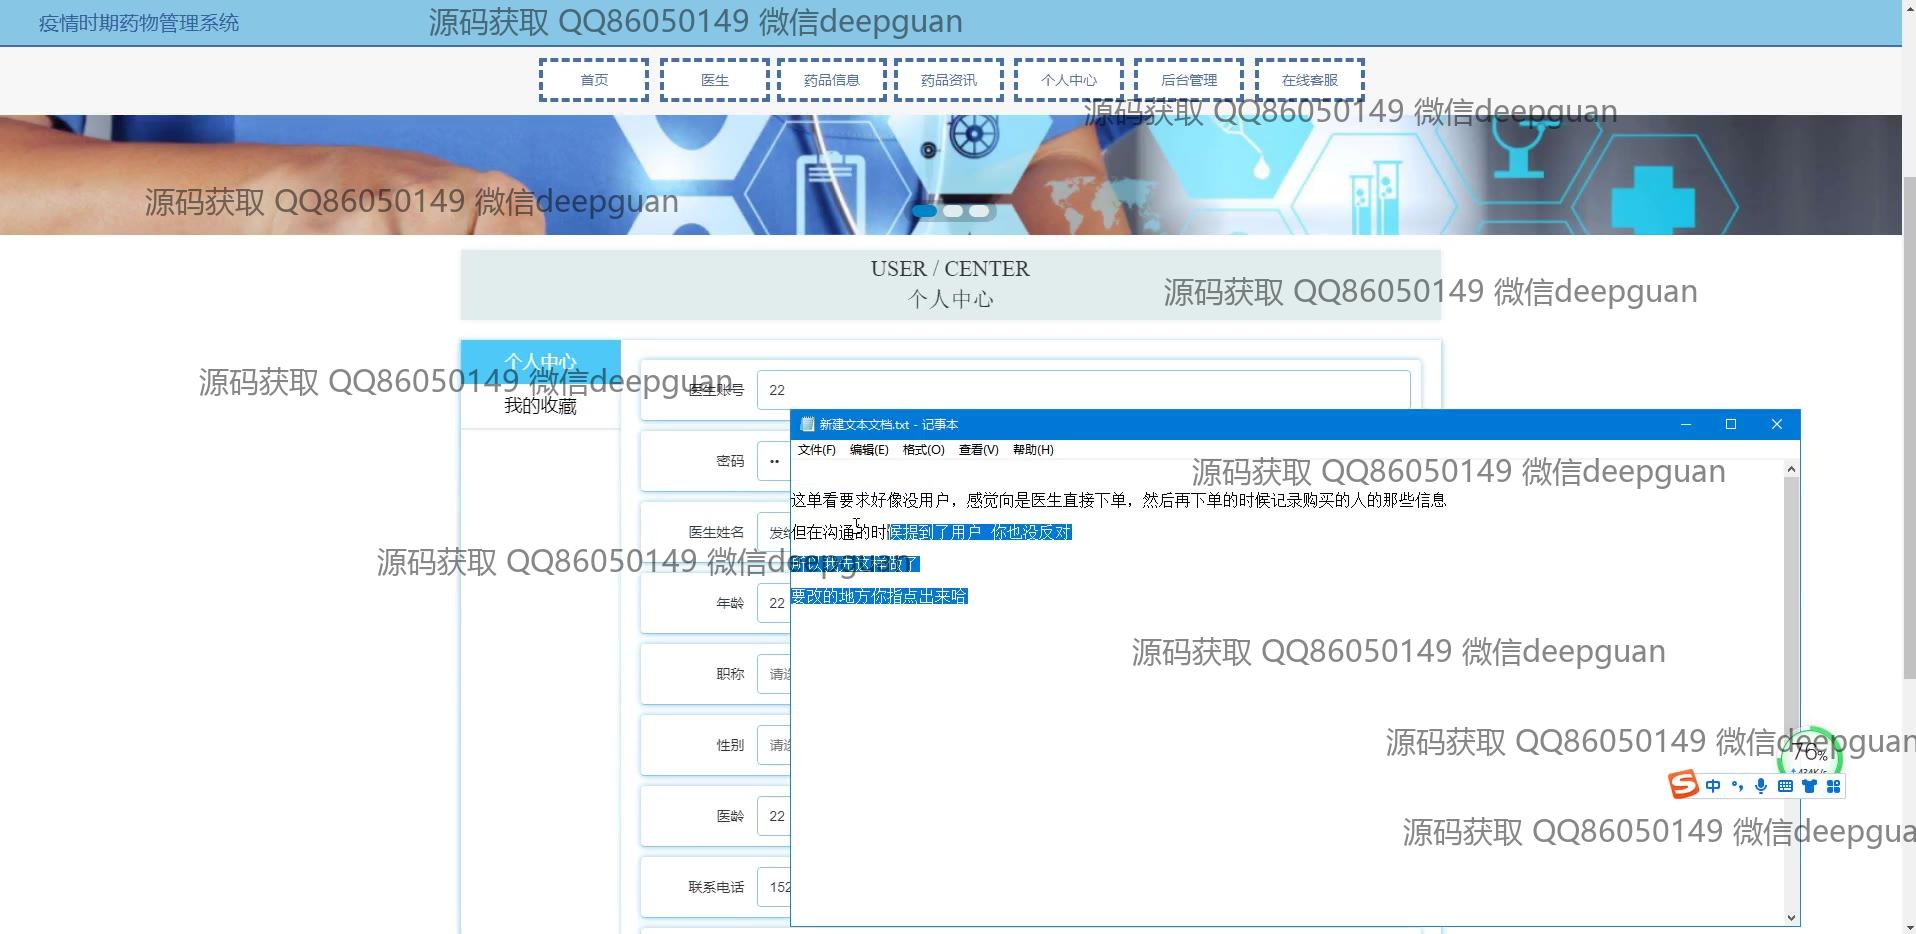 疫情时期药物管理系统
源码获取 QQ86050149 微信deepguan
首页 医生 药品信息 药品资讯 个人中心 后台管理 在线客服
源码获取 QQ86050149 微信deepguan
源码获取 QQ86050149 微信deepguan
USER / CENTER
个人中心
源码获取 QQ86050149 微信deepguan
个人中心
源码获取 QQ86050149 微信deepguan
我的收藏
医生账号 22
新建文本文档.txt - 记事本
文件(F) 编辑(E) 格式(O) 查看(V) 帮助(H)
密码 ••
源码获取 QQ86050149 微信deepguan
这单看要求好像没用户，感觉向是医生直接下单，然后再下单的时候记录购买的人的那些信息
医生姓名
但在沟通的时候提到了用户 你也没反对
源码获取 QQ86050149 微信deepguan
所以我先这样做了
要改的地方你指点出来哈
年龄 22
源码获取 QQ86050149 微信deepguan
职称
性别
源码获取 QQ86050149 微信deepguan
76%
中
医龄 22
源码获取 QQ86050149 微信deepgua
联系电话 152